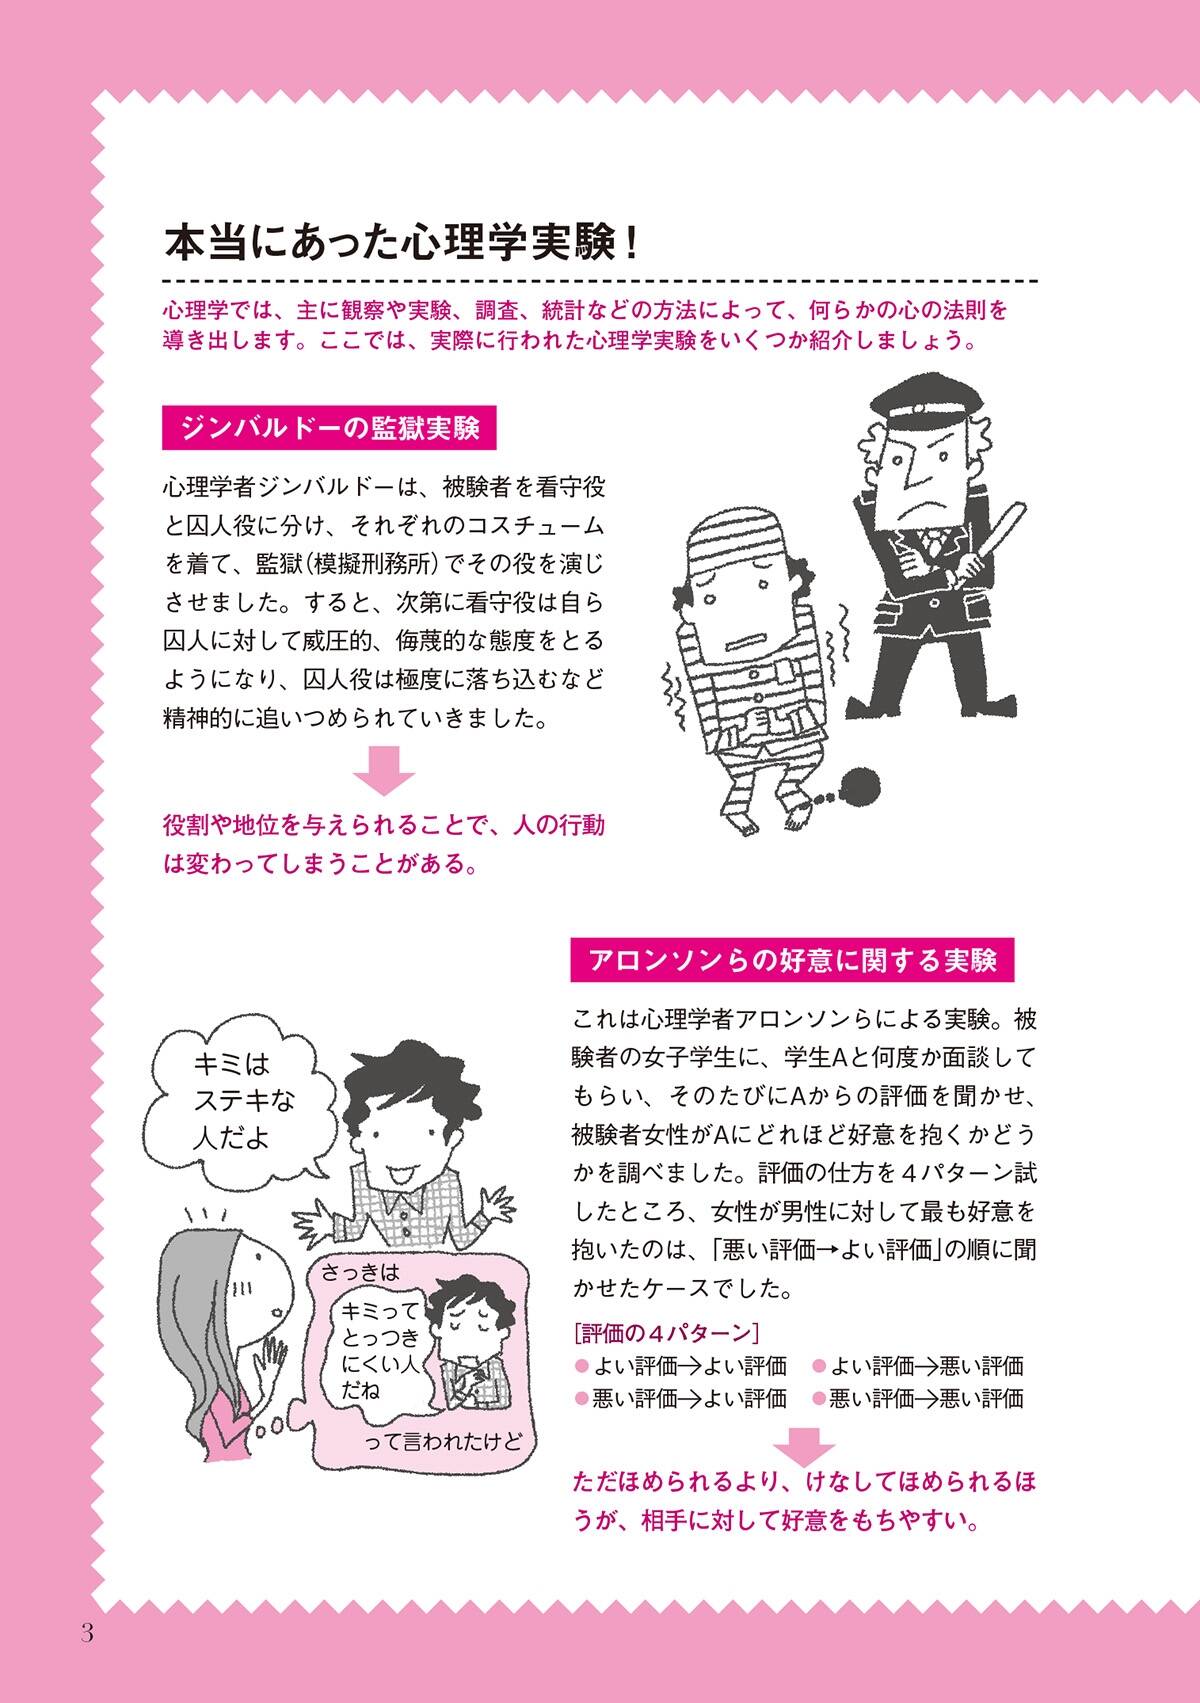 本当にあった心理学実験！
心理学では、主に観察や実験、調査、統計などの方法によって、何らかの心の法則を
導き出します。ここでは、実際に行われた心理学実験をいくつか紹介しましょう。
ジンバルドーの監獄実験
心理学者ジンバルドーは、被験者を看守役
と囚人役に分け、それぞれのコスチューム
を着て、監獄（模擬刑務所）でその役を演じ
させました。すると、次第に看守役は自ら
囚人に対して威圧的、侮蔑的な態度をとる
ようになり、囚人役は極度に落ち込むなど
精神的に追いつめられていきました。
役割や地位を与えられることで、人の行動
は変わってしまうことがある。
アロンソンらの好意に関する実験
これは心理学者アロンソンらによる実験。被
験者の女子学生に、学生Aと何度か面談して
もらい、そのたびにAからの評価を聞かせ、
被験者女性がAにどれほど好意を抱くかどう
かを調べました。評価の仕方を４パターン試
したところ、女性が男性に対して最も好意を
抱いたのは、「悪い評価→よい評価」の順に聞
かせたケースでした。
［評価の４パターン］
●よい評価→よい評価　●よい評価→悪い評価
●悪い評価→よい評価　●悪い評価→悪い評価
ただほめられるより、けなしてほめられるほ
うが、相手に対して好意をもちやすい。
キミは
ステキな
人だよ
さっきは
キミって
とっつき
にくい人
だね
って言われたけど
3